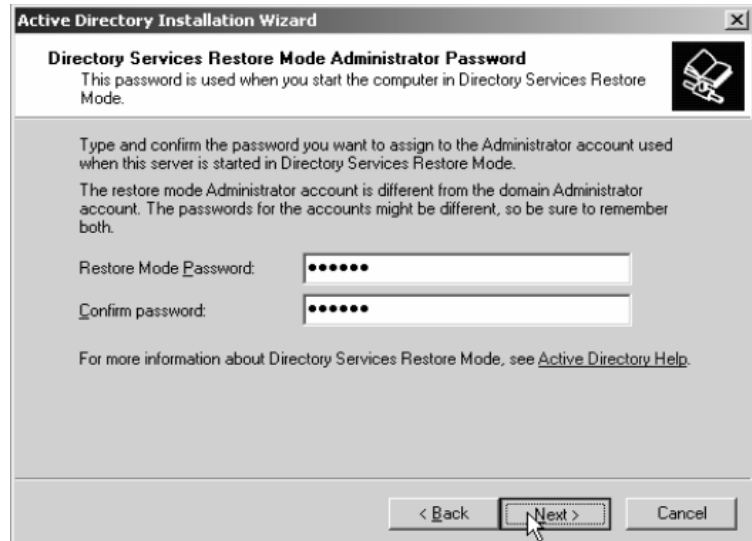 Active Directory Installation Wizard
Directory Services Restore Mode Administrator Password
This password is used when you start the computer in Directory Services Restore
Mode.
Type and confirm the password you want to assign to the Administrator account used
when this server is started in Directory Services Restore Mode.
The restore mode Administrator account is different from the domain Administrator
account. The passwords for the accounts might be different, so be sure to remember
both.
Restore Mode Password: ●●●●●●
Confirm password: ●●●●●●
For more information about Directory Services Restore Mode, see Active Directory Help.
< Back Next > Cancel